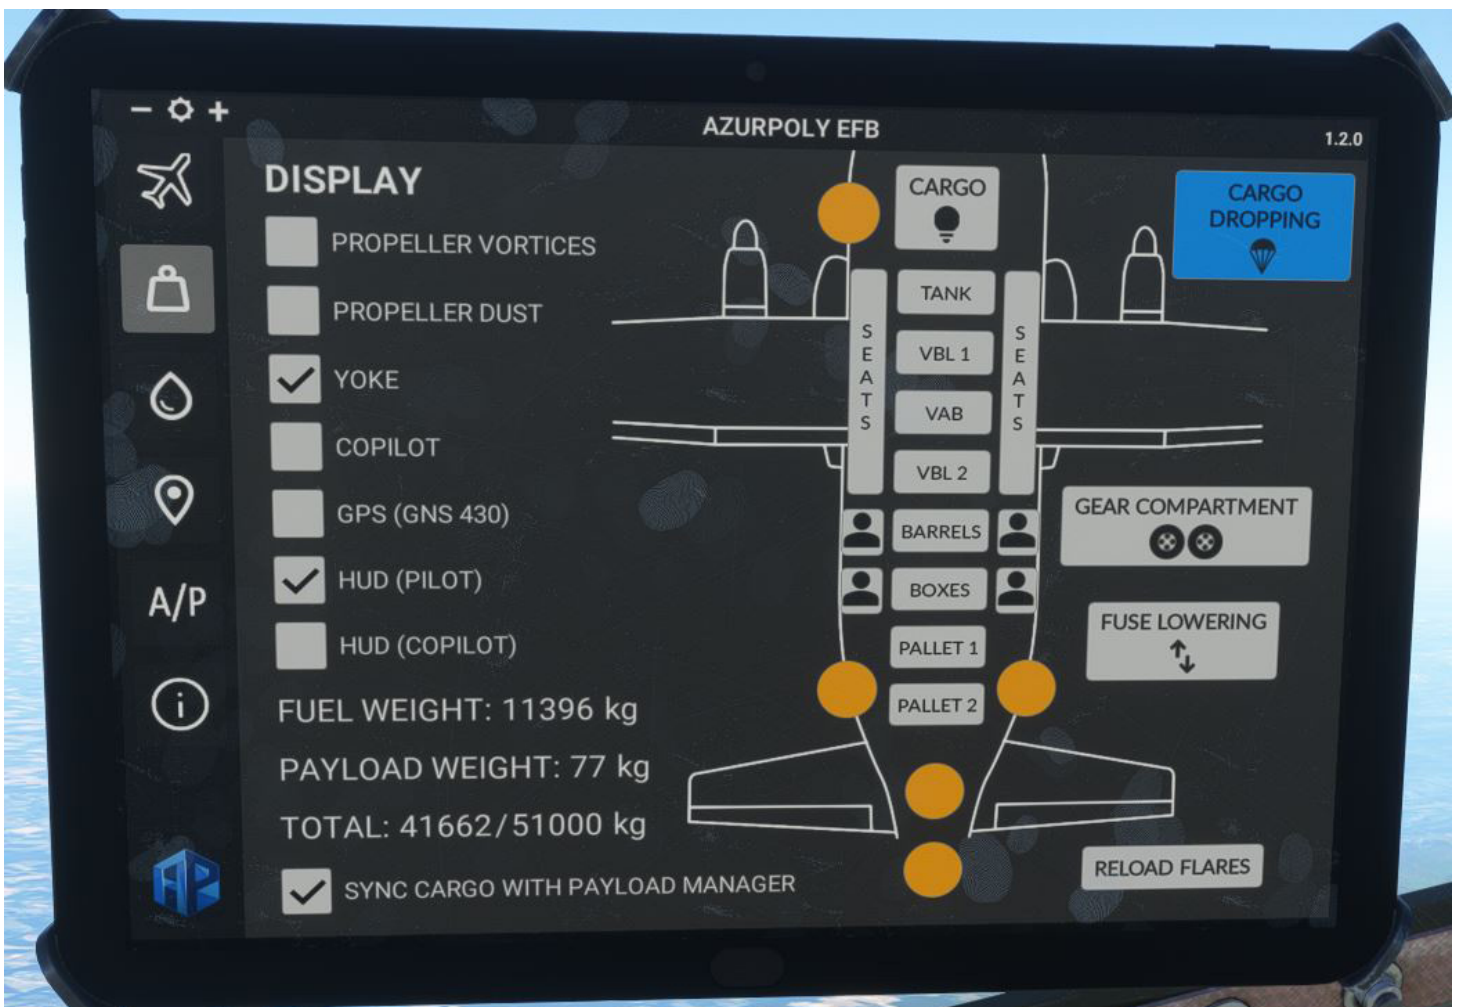 AZURPOLY EFB
1.2.0
DISPLAY
PROPELLER VORTICES
PROPELLER DUST
YOKE
COPILOT
GPS (GNS 430)
HUD (PILOT)
HUD (COPILOT)
FUEL WEIGHT: 11396 kg
PAYLOAD WEIGHT: 77 kg
TOTAL: 41662/51000 kg
SYNC CARGO WITH PAYLOAD MANAGER
A/P
AP
CARGO
TANK
VBL 1
VAB
VBL 2
BARRELS
BOXES
PALLET 1
PALLET 2
SEATS
SEATS
CARGO
DROPPING
GEAR COMPARTMENT
FUSE LOWERING
RELOAD FLARES